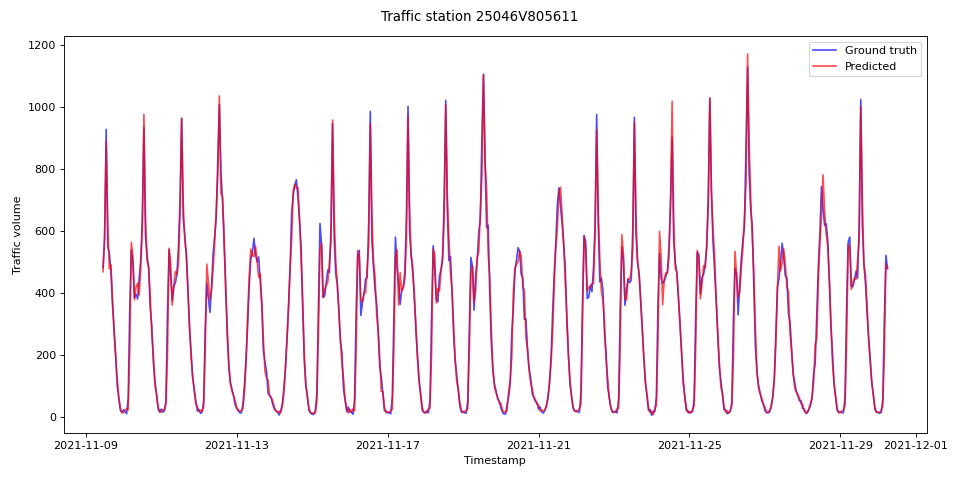 Traffic station 25046V805611
Ground truth
Predicted
Traffic volume
1200
1000
800
600
400
200
0
2021-11-09
2021-11-13
2021-11-17
2021-11-21
2021-11-25
2021-11-29
2021-12-01
Timestamp